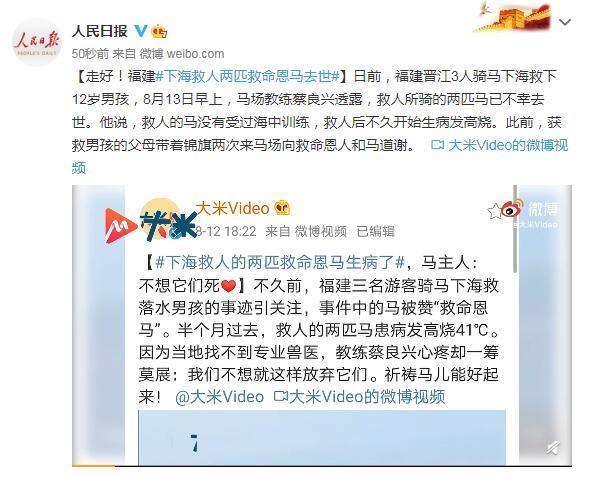 人民日报
人民日报
PEOPLE'S DAILY
50秒前 来自 微博 weibo.com
【走好！福建#下海救人两匹救命恩马去世#】日前，福建晋江3人骑马下海救下
12岁男孩，8月13日早上，马场教练蔡良兴透露，救人所骑的两匹马已不幸去
世。他说，救人的马没有受过海中训练，救人后不久开始生病发高烧。此前，获
救男孩的父母带着锦旗两次来马场向救命恩人和马道谢。 大米Video的微博视
频
大米Video
微博
@大米Video
大米
8-12 18:22 来自 微博视频 已编辑
【#下海救人的两匹救命恩马生病了#，马主人：
不想它们死❤】不久前，福建三名游客骑马下海救
落水男孩的事迹引关注，事件中的马被赞“救命恩
马”。半个月过去，救人的两匹马患病发高烧41℃。
因为当地找不到专业兽医，教练蔡良兴心疼却一筹
莫展：我们不想就这样放弃它们。祈祷马儿能好起
来！@大米Video 大米Video的微博视频